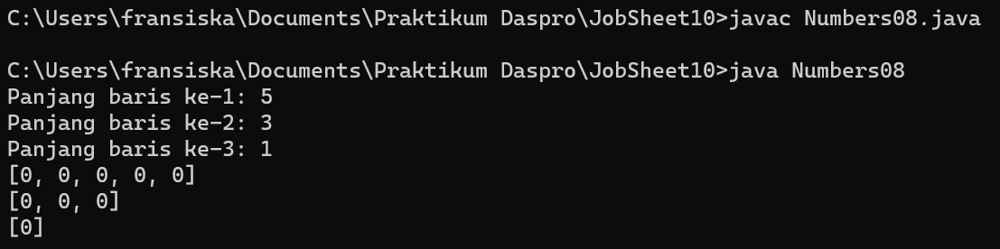 C:\Users\fransiska\Documents\Praktikum Daspro\JobSheet10>javac Numbers08.java
C:\Users\fransiska\Documents\Praktikum Daspro\JobSheet10>java Numbers08
Panjang baris ke-1: 5
Panjang baris ke-2: 3
Panjang baris ke-3: 1
[0, 0, 0, 0, 0]
[0, 0, 0]
[0]